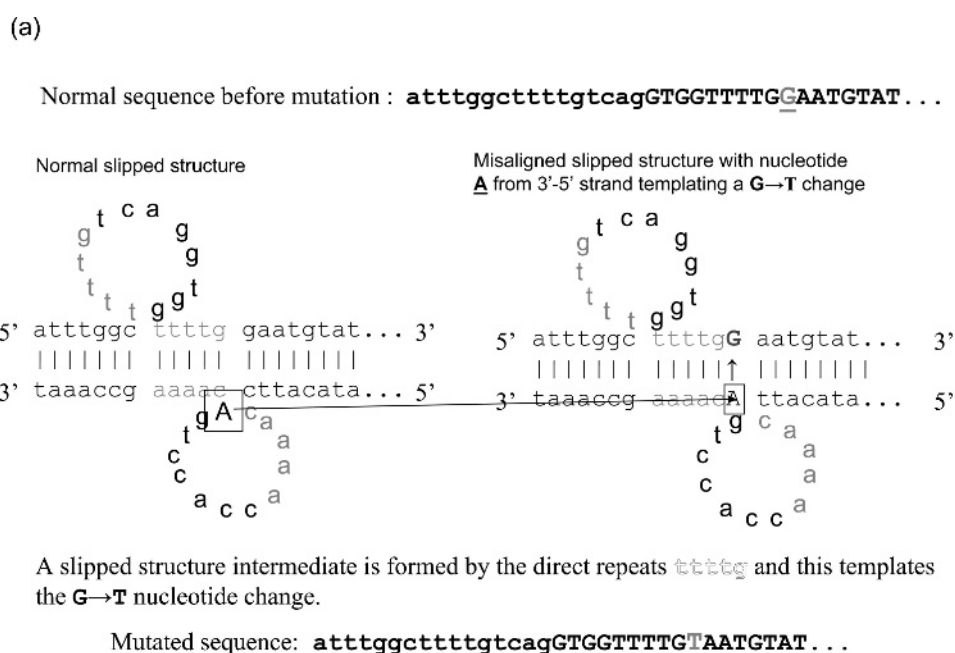 (a)
Normal sequence before mutation : atttggcttttgtcagGTGGTTTTGGAATGTAT...
Normal slipped structure
Misaligned slipped structure with nucleotide
A from 3’-5’ strand templating a G→T change
t c a
g g
t g
t t
t t g g
5’ atttggc ttttg gaatgtat... 3’
3’ taaaccg aaaac cttacata... 5’
g A c a
t a
c a
c a
a c c
t c a
g g
t g
t t
t t g g
5’ atttggc ttttgG aatgtat... 3’
↑
3’ taaaccg aaaacA ttacata... 5’
g c a
t a
c a
c a
a c c
A slipped structure intermediate is formed by the direct repeats ttttg and this templates
the G→T nucleotide change.
Mutated sequence: atttggcttttgtcagGTGGTTTTGTAATGTAT...